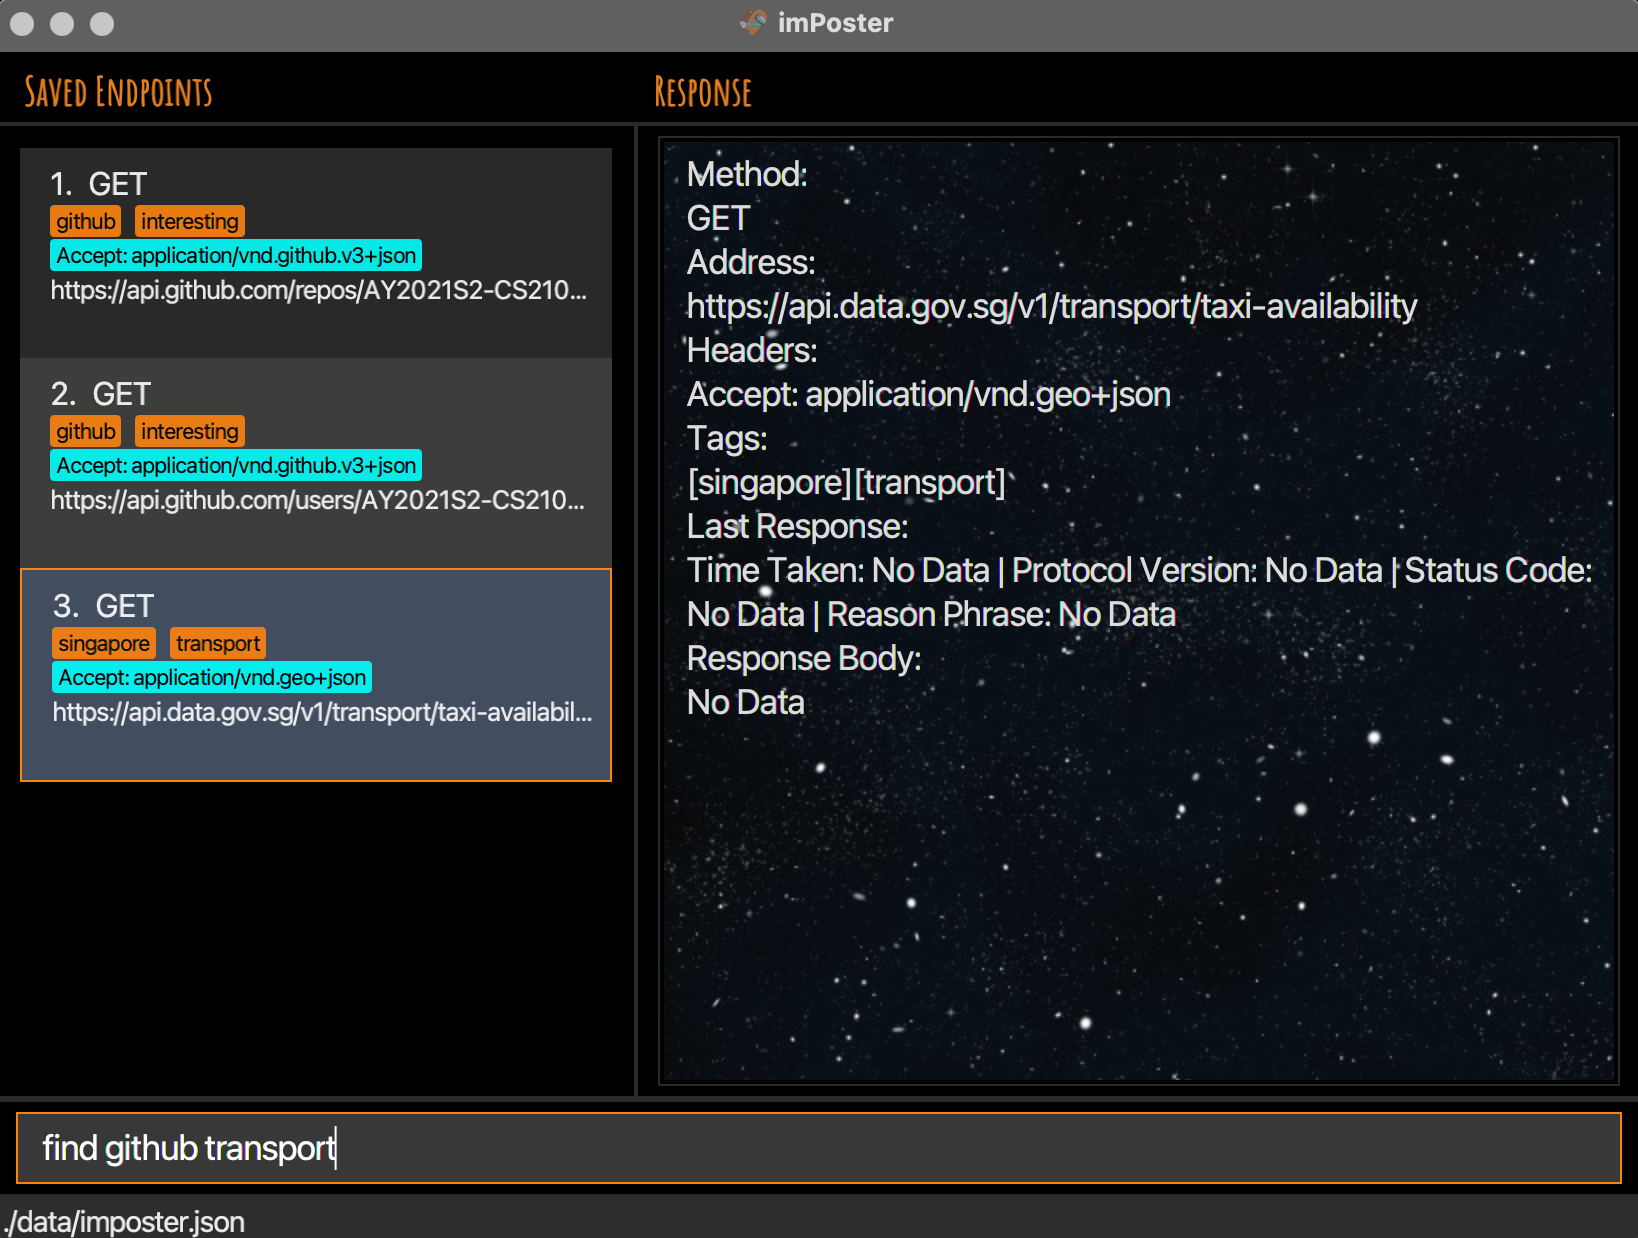 imPoster
Saved Endpoints
Response
1. GET
github interesting
Accept: application/vnd.github.v3+json
https://api.github.com/repos/AY2021S2-CS210...
2. GET
github interesting
Accept: application/vnd.github.v3+json
https://api.github.com/users/AY2021S2-CS210...
3. GET
singapore transport
Accept: application/vnd.geo+json
https://api.data.gov.sg/v1/transport/taxi-availabil...
Method:
GET
Address:
https://api.data.gov.sg/v1/transport/taxi-availability
Headers:
Accept: application/vnd.geo+json
Tags:
[singapore][transport]
Last Response:
Time Taken: No Data | Protocol Version: No Data | Status Code:
No Data | Reason Phrase: No Data
Response Body:
No Data
find github transport
./data/imposter.json